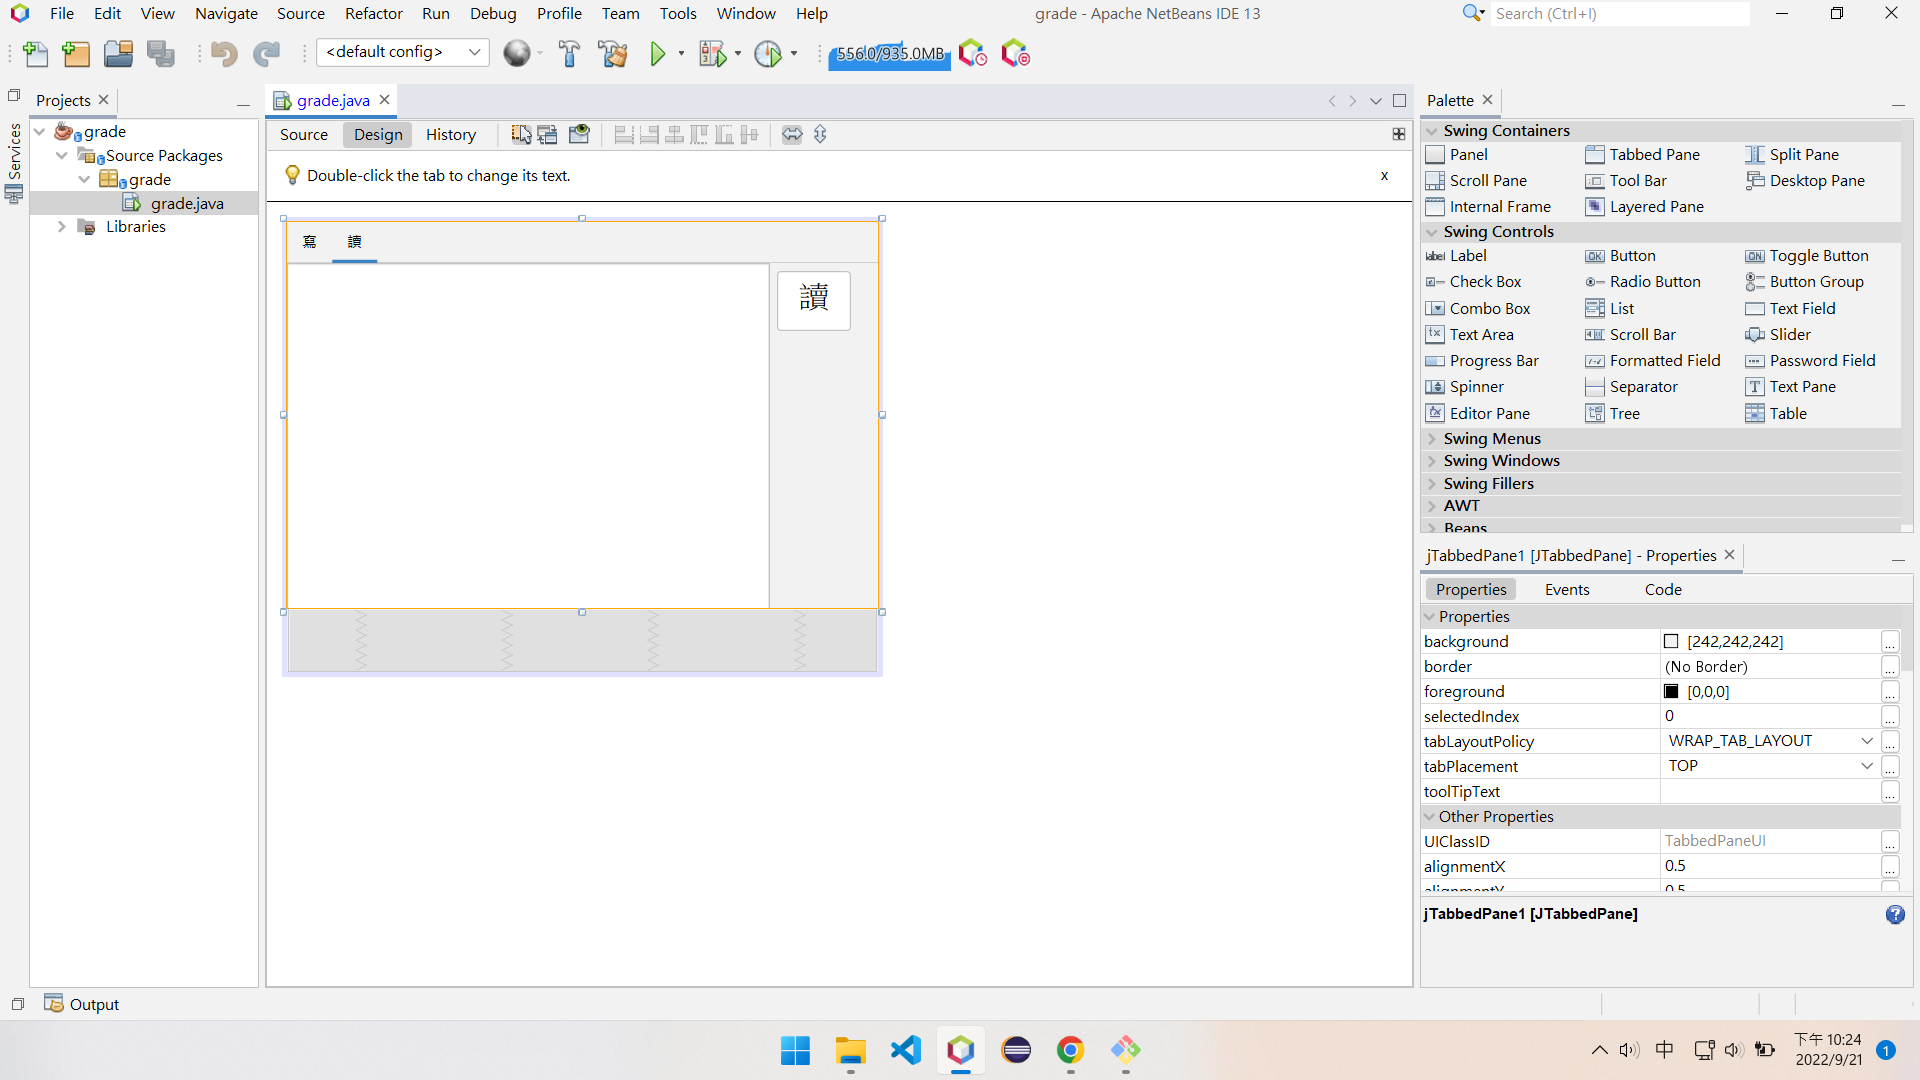 File Edit View Navigate Source Refactor Run Debug Profile Team Tools Window Help
grade - Apache NetBeans IDE 13
Search (Ctrl+I)
<default config>
556.0/935.0MB
Services
Projects
grade
Source Packages
grade
grade.java
Libraries
grade.java
Source Design History
Double-click the tab to change its text.
x
寫 讀
讀
Palette
Swing Containers
Panel Tabbed Pane Split Pane
Scroll Pane Tool Bar Desktop Pane
Internal Frame Layered Pane
Swing Controls
label Label OK Button ON Toggle Button
Check Box Radio Button Button Group
Combo Box List Text Field
Text Area Scroll Bar Slider
Progress Bar Formatted Field Password Field
Spinner Separator Text Pane
Editor Pane Tree Table
Swing Menus
Swing Windows
Swing Fillers
AWT
Beans
jTabbedPane1 [JTabbedPane] - Properties
Properties Events Code
Properties
background [242,242,242] ...
border (No Border) ...
foreground [0,0,0] ...
selectedIndex 0 ...
tabLayoutPolicy WRAP_TAB_LAYOUT ...
tabPlacement TOP ...
toolTipText ...
Other Properties
UIClassID TabbedPaneUI ...
alignmentX 0.5 ...
alignmentY 0.5
jTabbedPane1 [JTabbedPane]
?
Output
中
下午 10:24
2022/9/21
1